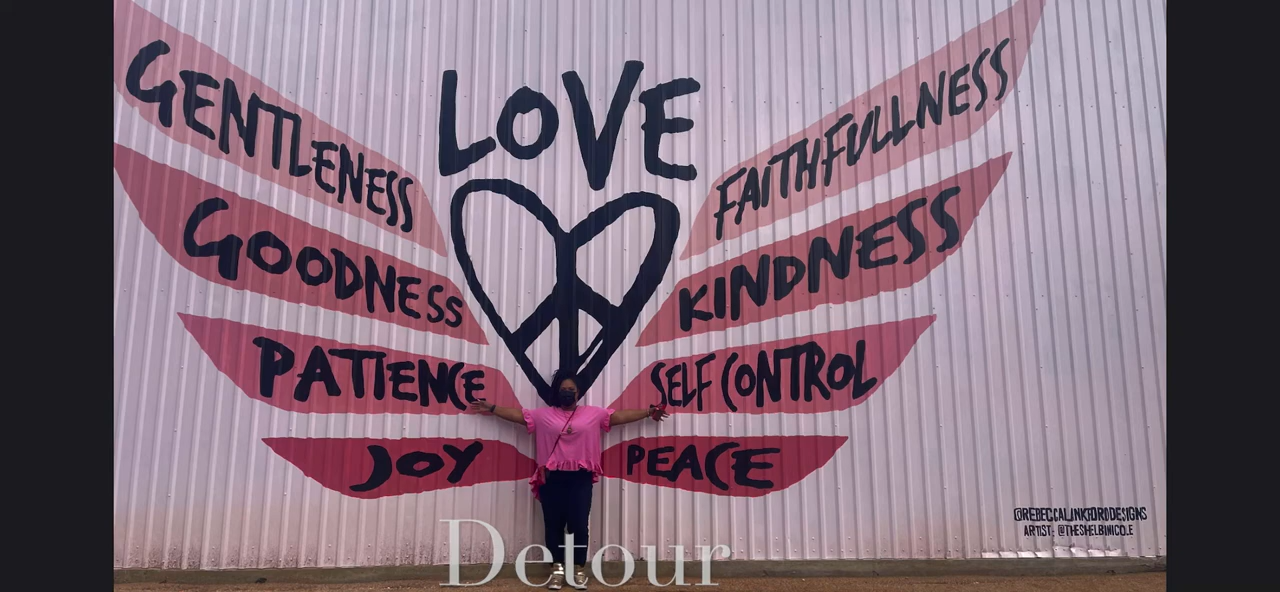 LOVE
GENTLENESS
FAITHFULLNESS
GOODNESS
KINDNESS
PATIENCE
SELF CONTROL
JOY
PEACE
@REBECCALINKFORDDESIGNS
ARTIST: @THESHELBINICOLE
Detour